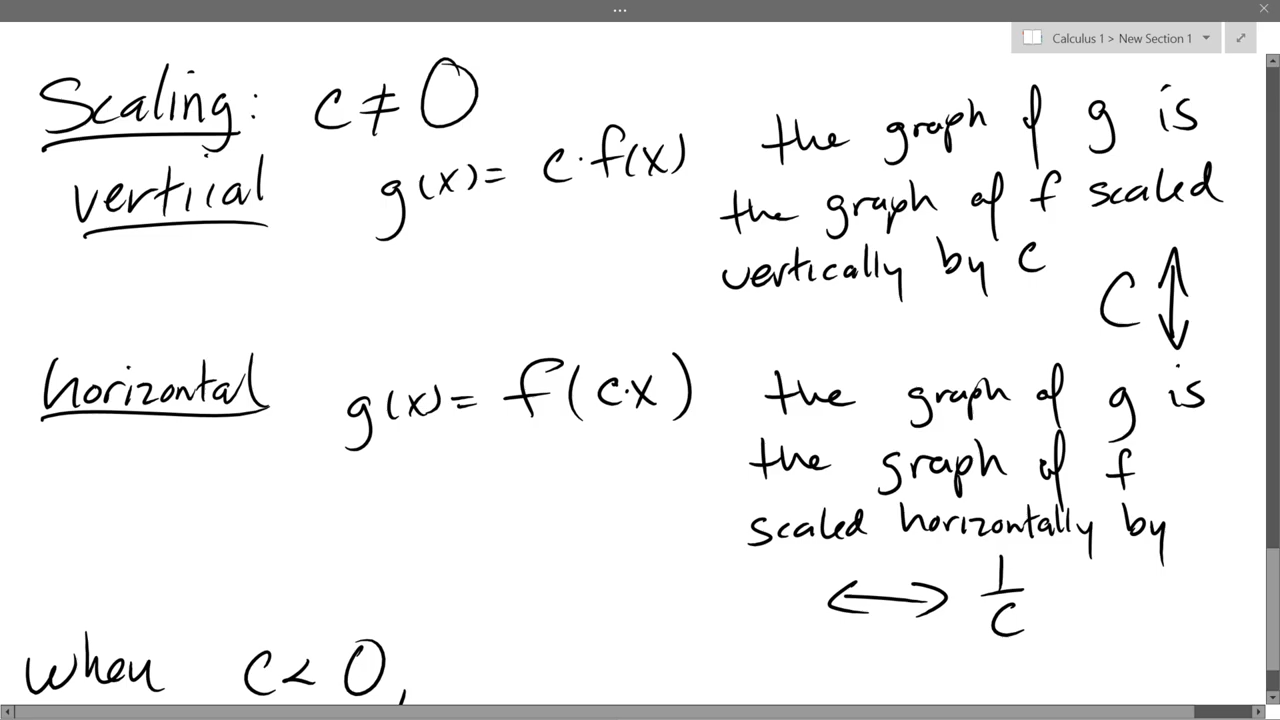 ...
Calculus 1 > New Section 1
Scaling: c ≠ 0
vertical g(x) = c·f(x)
the graph of g is
the graph of f scaled
vertically by c
c ↕
horizontal g(x) = f(c·x)
the graph of g is
the graph of f
scaled horizontally by
↔ 1/c
when c < 0,